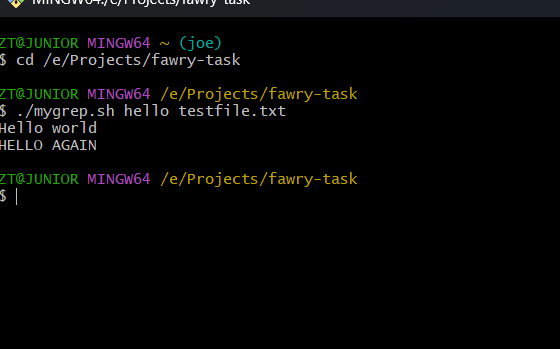 MINGW64:/e/Projects/fawry-task
ZT@JUNIOR MINGW64 ~ (joe)
$ cd /e/Projects/fawry-task
ZT@JUNIOR MINGW64 /e/Projects/fawry-task
$ ./mygrep.sh hello testfile.txt
Hello world
HELLO AGAIN
ZT@JUNIOR MINGW64 /e/Projects/fawry-task
$